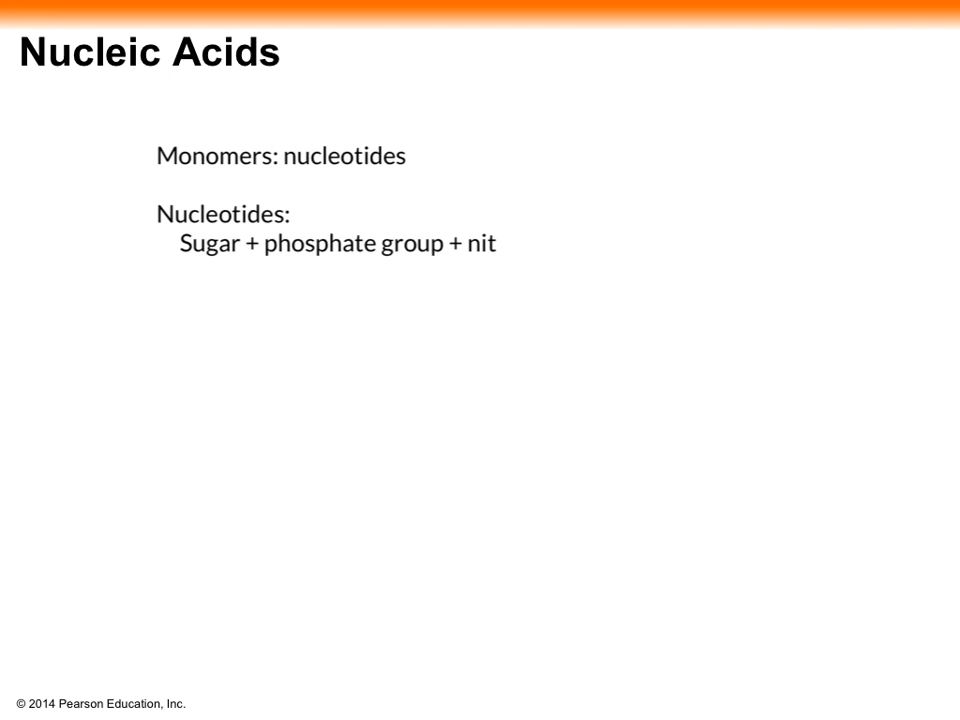 Nucleic Acids
Monomers: nucleotides
Nucleotides:
Sugar + phosphate group + nit
© 2014 Pearson Education, Inc.